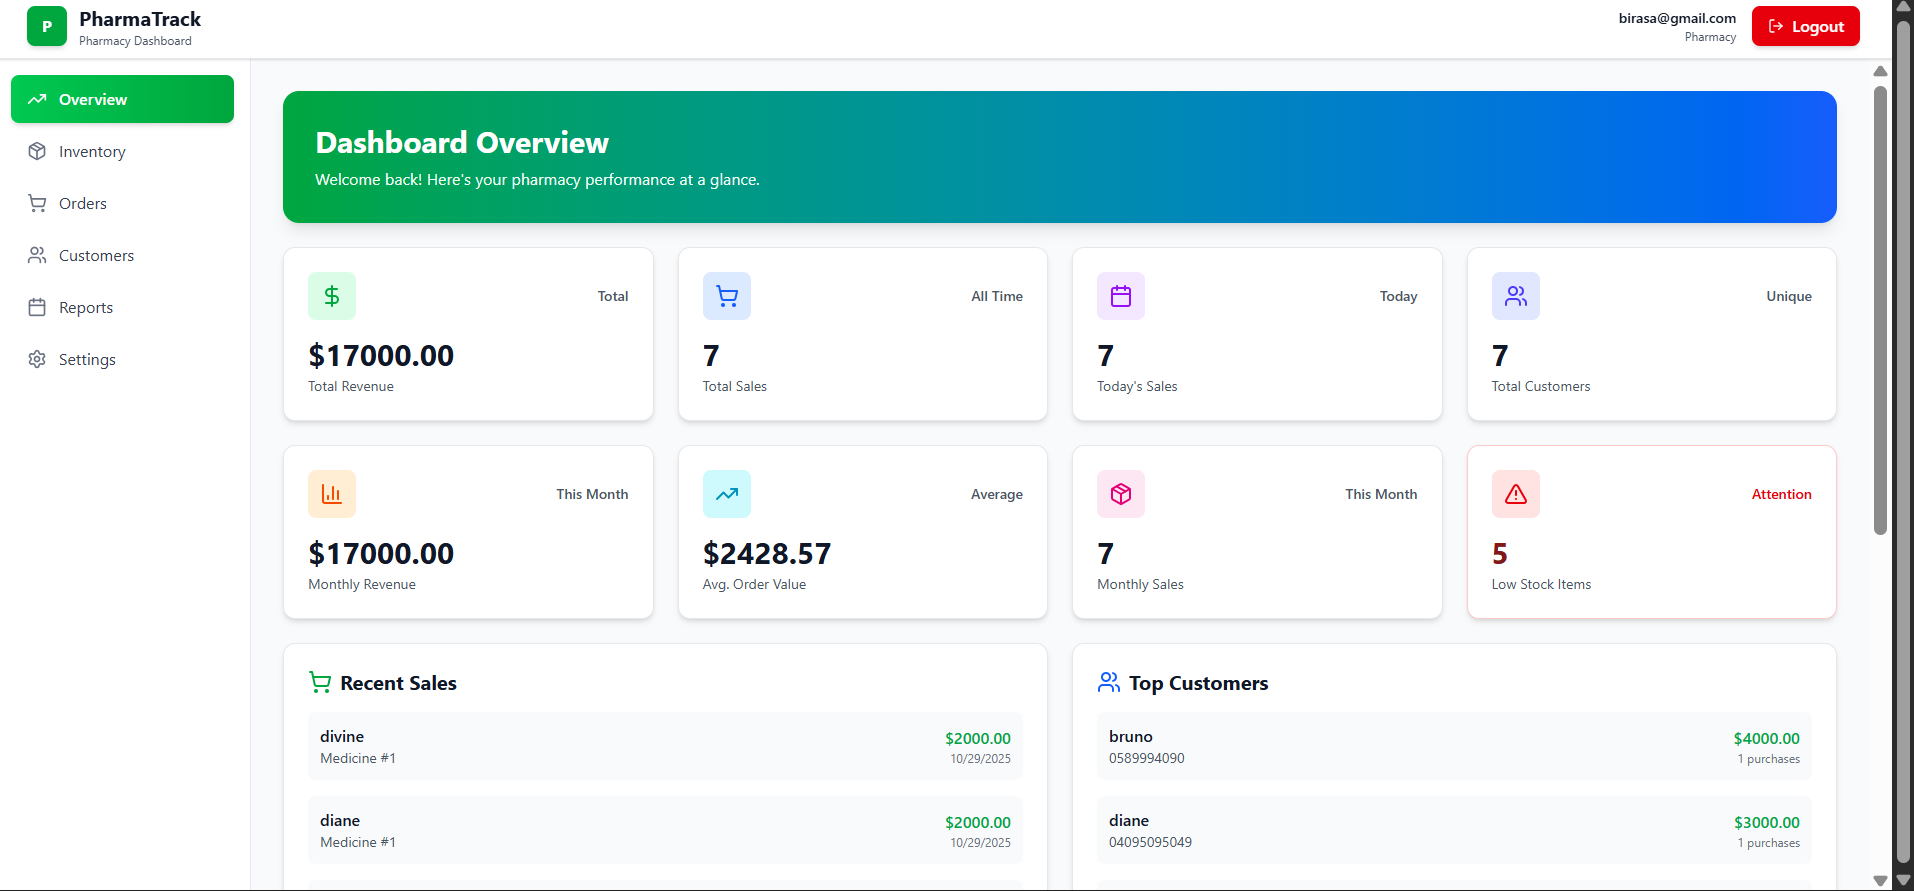 P
PharmaTrack
Pharmacy Dashboard
birasa@gmail.com
Pharmacy
Logout
Overview
Inventory
Orders
Customers
Reports
Settings
Dashboard Overview
Welcome back! Here's your pharmacy performance at a glance.
Total
$17000.00
Total Revenue
All Time
7
Total Sales
Today
7
Today's Sales
Unique
7
Total Customers
This Month
$17000.00
Monthly Revenue
Average
$2428.57
Avg. Order Value
This Month
7
Monthly Sales
Attention
5
Low Stock Items
Recent Sales
divine
$2000.00
Medicine #1
10/29/2025
diane
$2000.00
Medicine #1
10/29/2025
Top Customers
bruno
$4000.00
0589994090
1 purchases
diane
$3000.00
04095095049
1 purchases